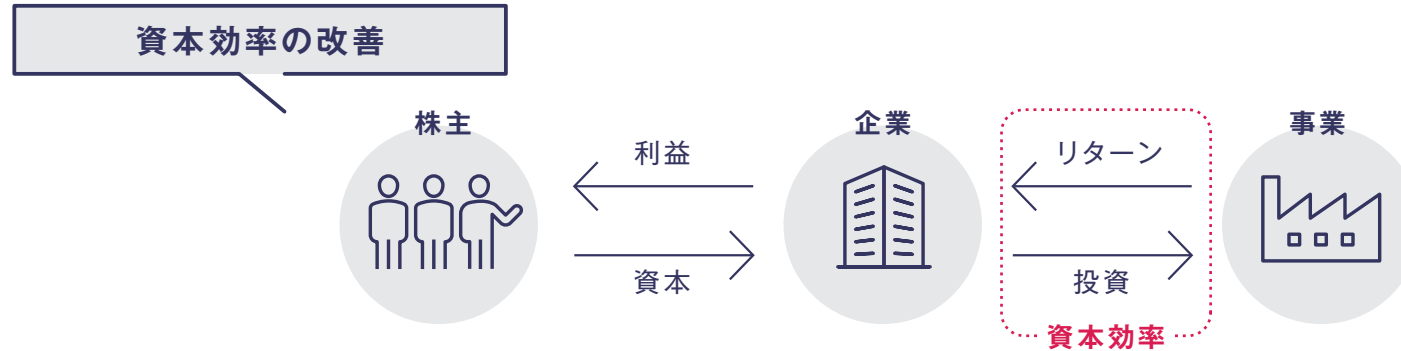 資本効率の改善
株主
企業
事業
利益
リターン
資本
投資
資本効率